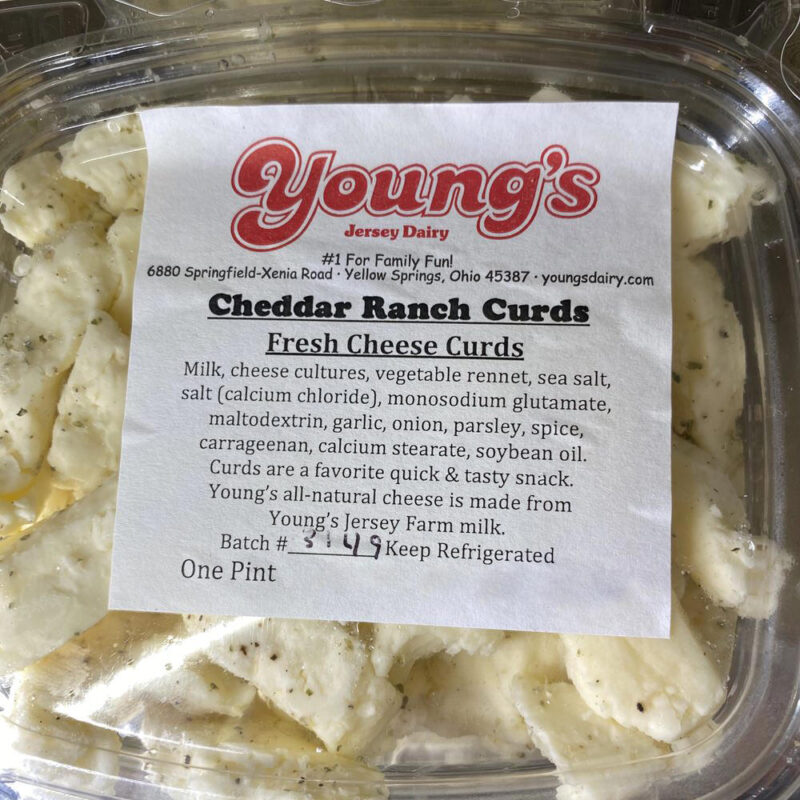 Young's
Jersey Dairy
#1 For Family Fun!
6880 Springfield-Xenia Road · Yellow Springs, Ohio 45387 · youngsdairy.com
Cheddar Ranch Curds
Fresh Cheese Curds
Milk, cheese cultures, vegetable rennet, sea salt,
salt (calcium chloride), monosodium glutamate,
maltodextrin, garlic, onion, parsley, spice,
carrageenan, calcium stearate, soybean oil.
Curds are a favorite quick & tasty snack.
Young's all-natural cheese is made from
Young's Jersey Farm milk.
Batch # 3149 Keep Refrigerated
One Pint